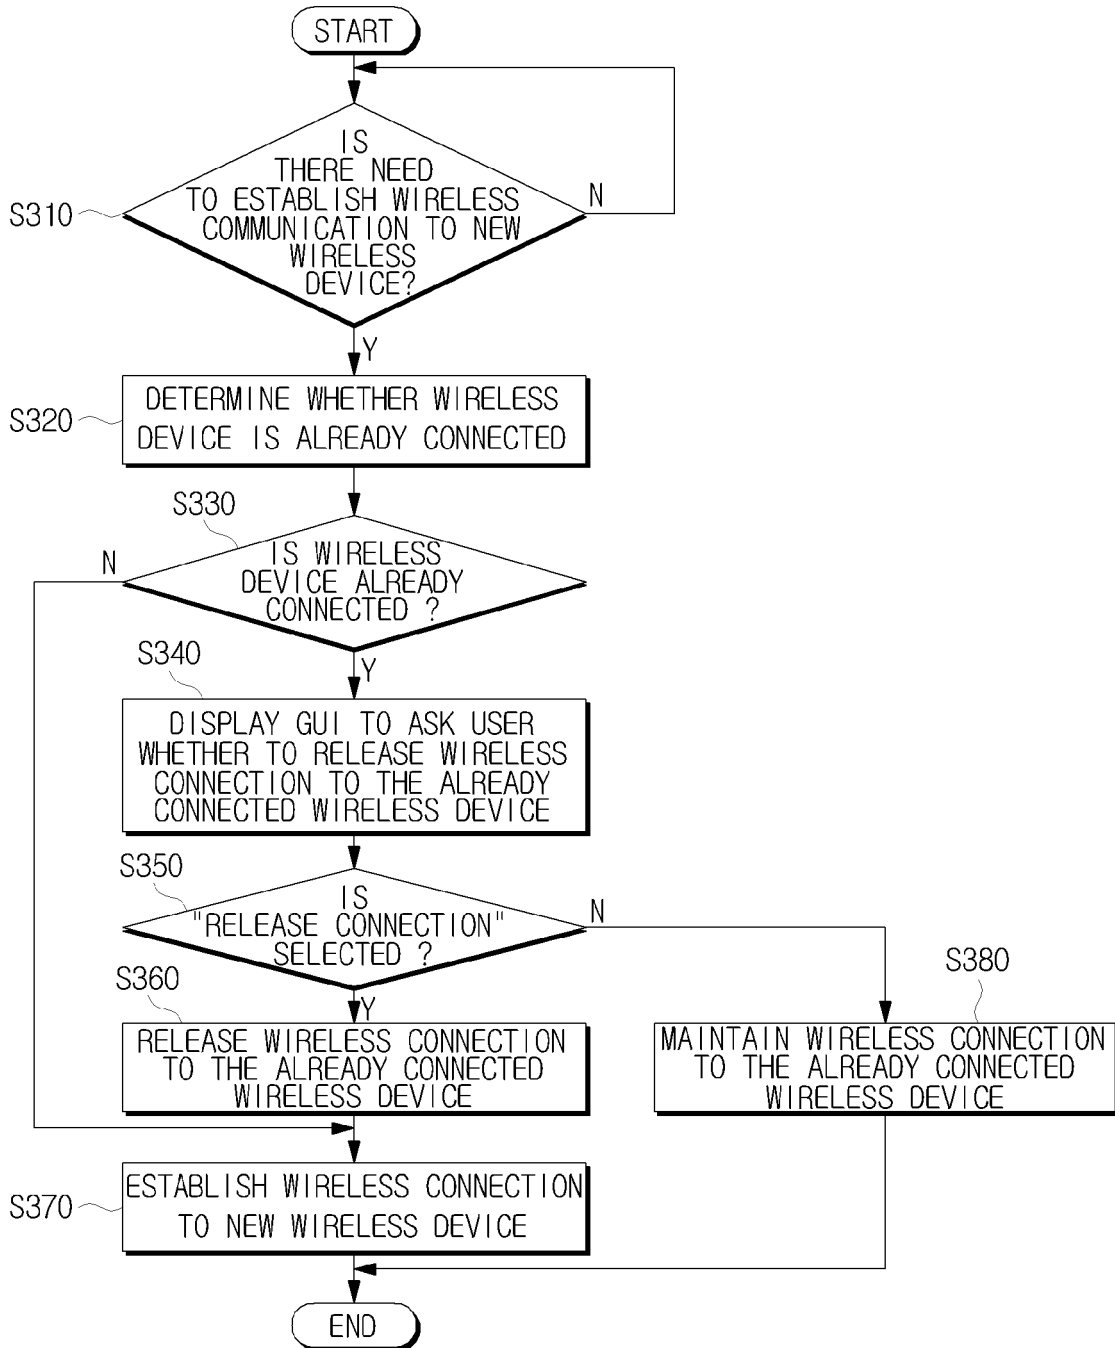 START
IS
THERE NEED
TO ESTABLISH WIRELESS
COMMUNICATION TO NEW
WIRELESS
DEVICE?
N
S310
Y
DETERMINE WHETHER WIRELESS
DEVICE IS ALREADY CONNECTED
S320
S330
IS WIRELESS
DEVICE ALREADY
CONNECTED ?
N
Y
S340
DISPLAY GUI TO ASK USER
WHETHER TO RELEASE WIRELESS
CONNECTION TO THE ALREADY
CONNECTED WIRELESS DEVICE
S350
IS
"RELEASE CONNECTION"
SELECTED ?
N
Y
S360
RELEASE WIRELESS CONNECTION
TO THE ALREADY CONNECTED
WIRELESS DEVICE
S380
MAINTAIN WIRELESS CONNECTION
TO THE ALREADY CONNECTED
WIRELESS DEVICE
ESTABLISH WIRELESS CONNECTION
TO NEW WIRELESS DEVICE
S370
END